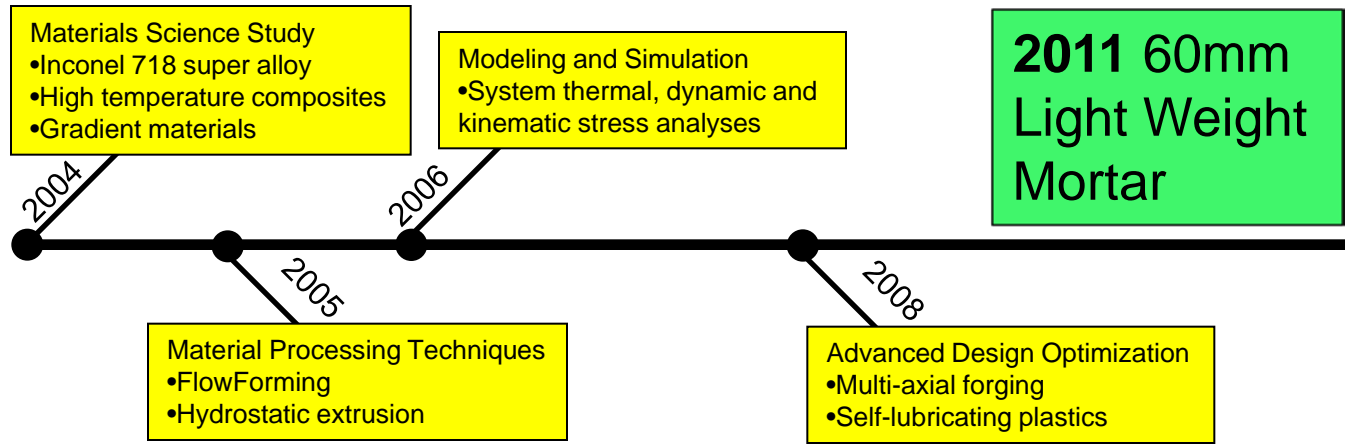 Materials Science Study
•Inconel 718 super alloy
•High temperature composites
•Gradient materials
2004
Material Processing Techniques
•FlowForming
•Hydrostatic extrusion
2005
Modeling and Simulation
•System thermal, dynamic and
kinematic stress analyses
2006
Advanced Design Optimization
•Multi-axial forging
•Self-lubricating plastics
2008
2011 60mm
Light Weight
Mortar